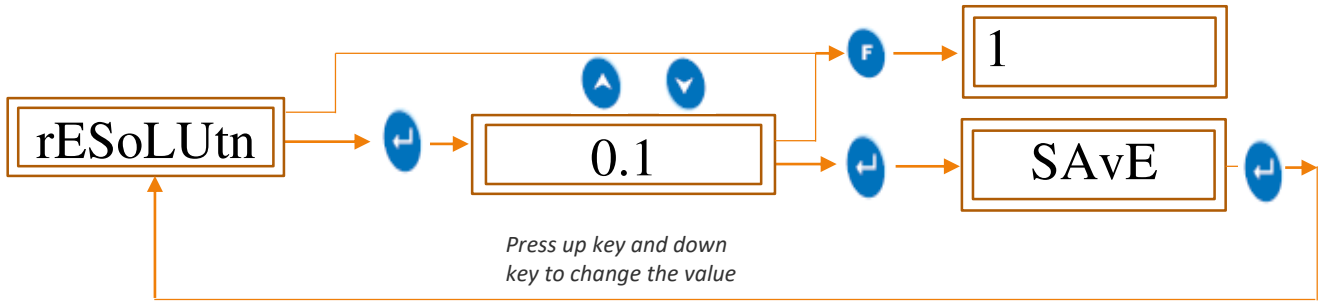 F
1
rESoLUtn
0.1
SAvE
Press up key and down
key to change the value